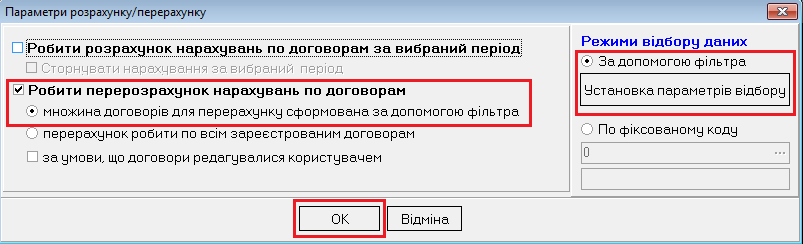 Параметри розрахунку/перерахунку
Робити розрахунок нарахувань по договорам за вибраний період
Сторнувати нарахування за вибраний період
Робити перерозрахунок нарахувань по договорам
множина договорів для перерахунку сформована за допомогою фільтра
перерахунок робити по всім зареєстрованим договорам
за умови, що договори редагувалися користувачем
Режими відбору даних
За допомогою фільтра
Установка параметрів відбору
По фіксованому коду
0 ...
OK
Відміна